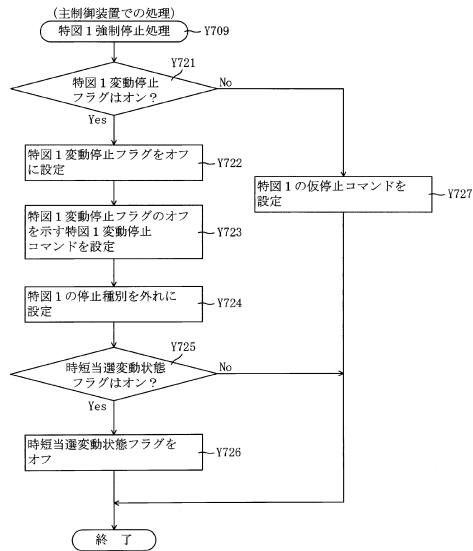 (主制御装置での処理)
特図1強制停止処理
Y709
Y721
特図1変動停止
フラグはオン?
No
Yes
特図1変動停止フラグをオフ
に設定
Y722
特図1の仮停止コマンドを
設定
Y727
特図1変動停止フラグのオフ
を示す特図1変動停止
コマンドを設定
Y723
特図1の停止種別を外れに
設定
Y724
Y725
時短当選変動状態
フラグはオン?
No
Yes
時短当選変動状態フラグを
オフ
Y726
終 了